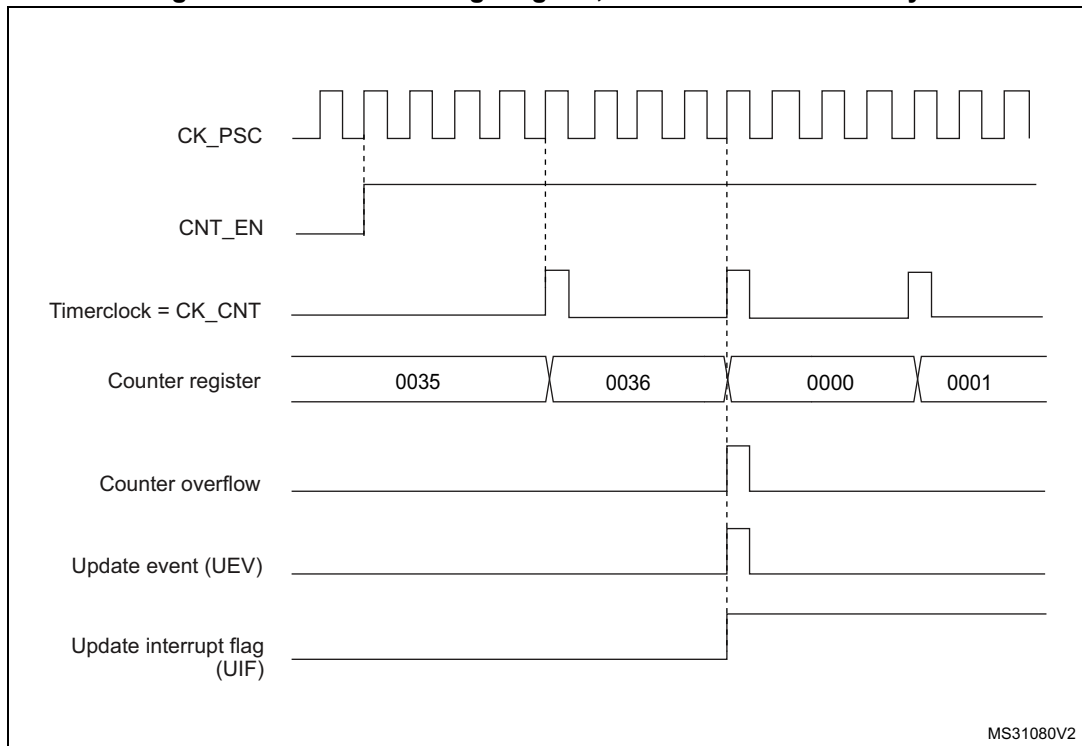 CK_PSC
CNT_EN
Timerclock = CK_CNT
Counter register
0035
0036
0000
0001
Counter overflow
Update event (UEV)
Update interrupt flag
(UIF)
MS31080V2